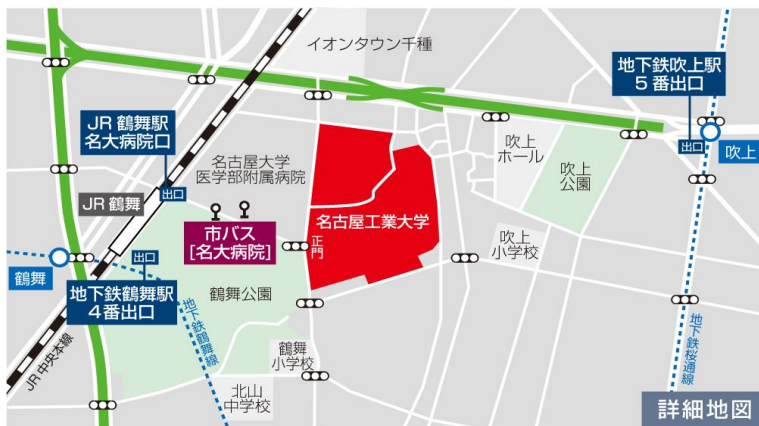 イオンタウン千種
地下鉄吹上駅
5番出口
JR 鶴舞駅
名大病院口
名古屋大学
医学部附属病院
吹上
ホール
吹上
公園
出口
吹上
出口
JR 鶴舞
市バス
[名大病院]
名古屋工業大学
正門
吹上
小学校
出口
鶴舞
地下鉄鶴舞駅
4番出口
鶴舞公園
地下鉄鶴舞線
JR 中央本線
鶴舞
小学校
北山
中学校
地下鉄桜通線
詳細地図